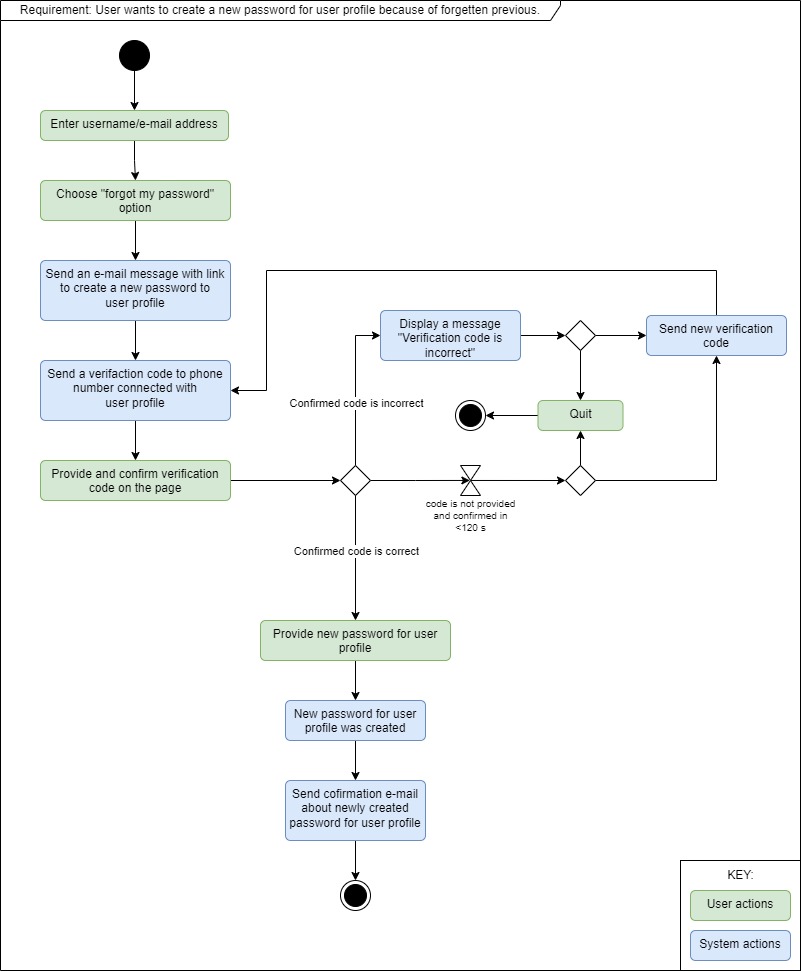 Requirement: User wants to create a new password for user profile because of forgetten previous.
Enter username/e-mail address
Choose "forgot my password"
option
Send an e-mail message with link
to create a new password to
user profile
Send a verifaction code to phone
number connected with
user profile
Provide and confirm verification
code on the page
Confirmed code is incorrect
Display a message
"Verification code is
incorrect"
Send new verification
code
Quit
code is not provided
and confirmed in
<120 s
Confirmed code is correct
Provide new password for user
profile
New password for user
profile was created
Send cofirmation e-mail
about newly created
password for user profile
KEY:
User actions
System actions